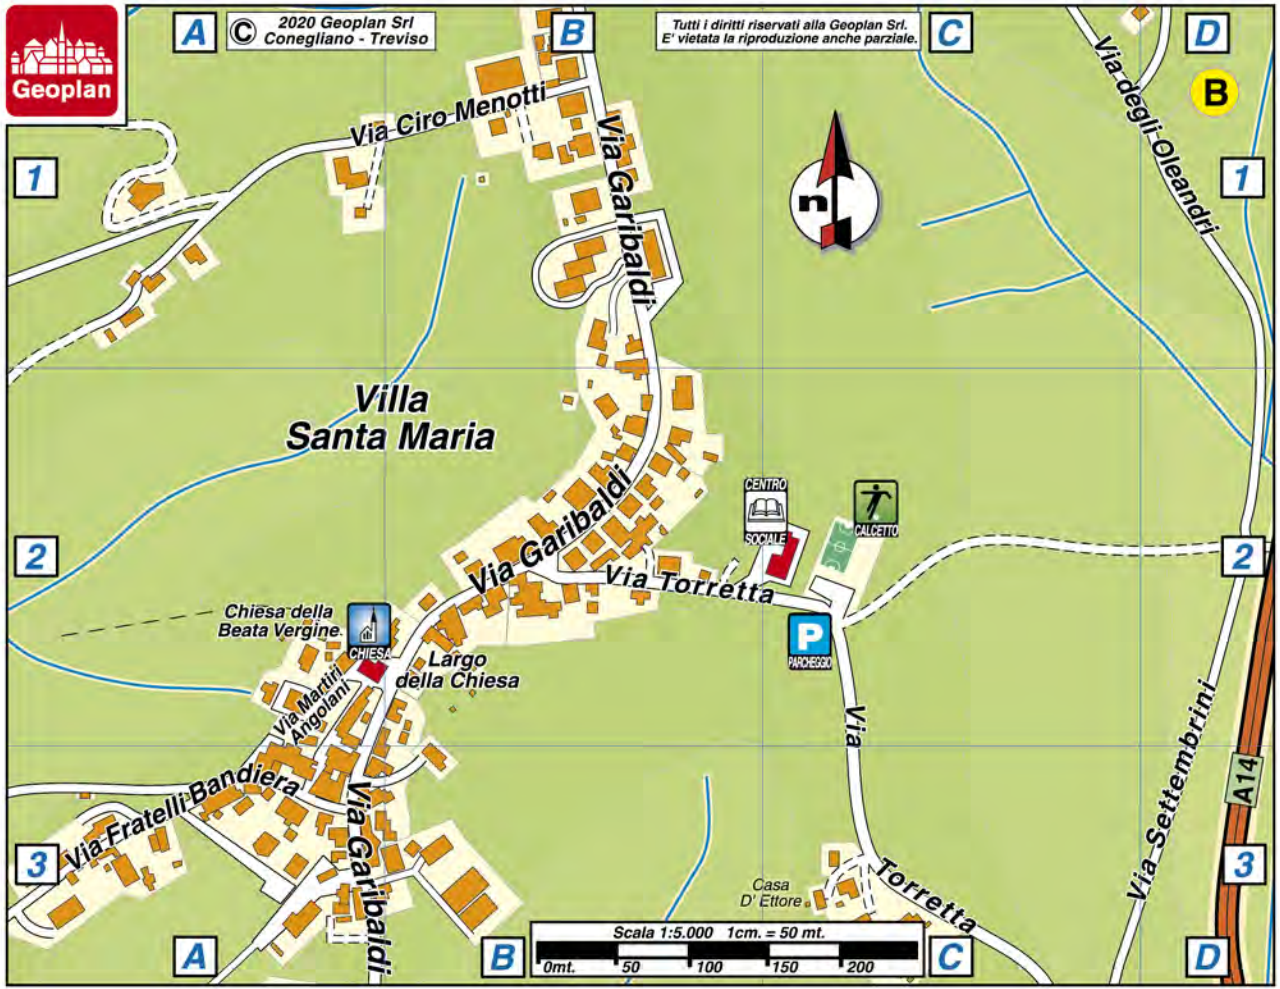 Geoplan
A
© 2020 Geoplan Srl
Conegliano - Treviso
B
Tutti i diritti riservati alla Geoplan Srl.
E' vietata la riproduzione anche parziale.
C
D
B
1
1
Via Ciro Menotti
Via Garibaldi
Via degli Oleandri
n
Villa
Santa Maria
2
2
Via Garibaldi
CENTRO
SOCIALE
CALCETTO
Via Torretta
P
PARCHEGGIO
Chiesa della
Beata Vergine
CHIESA
Largo
della Chiesa
Via Martiri
Angolani
Via Fratelli Bandiera
Via Garibaldi
Via
Torretta
Via Settembrini
A14
3
3
Casa
D' Ettore
Scala 1:5.000 1cm. = 50 mt.
0mt. 50 100 150 200
A
B
C
D